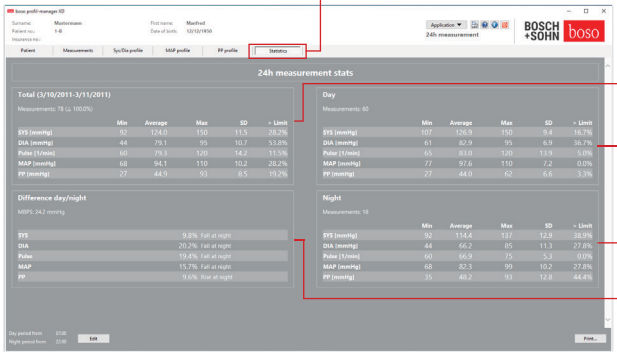 boso profil-manager XD
Surname: Mustermann First name: Manfred
Patient no.: 1-8 Date of birth: 12/12/1950
Insurance no.:
Application
24h measurement
BOSCH +SOHN boso
Patient Measurements Sys/Dia profile MAP profile PP profile Statistics
24h measurement stats
Total (3/10/2011-3/11/2011)
Measurements: 78 (⚠ 100.0%)
Min Average Max SD > Limit
SYS [mmHg] 92 124.0 150 11.5 28.2%
DIA [mmHg] 44 79.1 95 10.7 53.8%
Pulse [1/min] 60 79.3 120 14.2 11.5%
MAP [mmHg] 68 94.1 110 10.2 28.2%
PP [mmHg] 27 44.9 93 8.5 19.2%
Day
Measurements: 60
Min Average Max SD > Limit
SYS [mmHg] 107 126.9 150 9.4 16.7%
DIA [mmHg] 61 82.9 95 6.9 36.7%
Pulse [1/min] 65 83.0 120 13.9 5.0%
MAP [mmHg] 77 97.6 110 7.2 0.0%
PP [mmHg] 27 44.0 62 6.6 3.3%
Difference day/night
MBPS: 24.2 mmHg
SYS 9.8% Fall at night
DIA 20.2% Fall at night
Pulse 19.4% Fall at night
MAP 15.7% Fall at night
PP 9.6% Rise at night
Night
Measurements: 18
Min Average Max SD > Limit
SYS [mmHg] 92 114.4 137 12.9 38.9%
DIA [mmHg] 44 66.2 85 11.3 27.8%
Pulse [1/min] 60 66.9 75 5.3 0.0%
MAP [mmHg] 68 82.3 99 10.2 27.8%
PP [mmHg] 35 48.2 93 12.8 44.4%
Day period from
Night period from
Edit
Print...